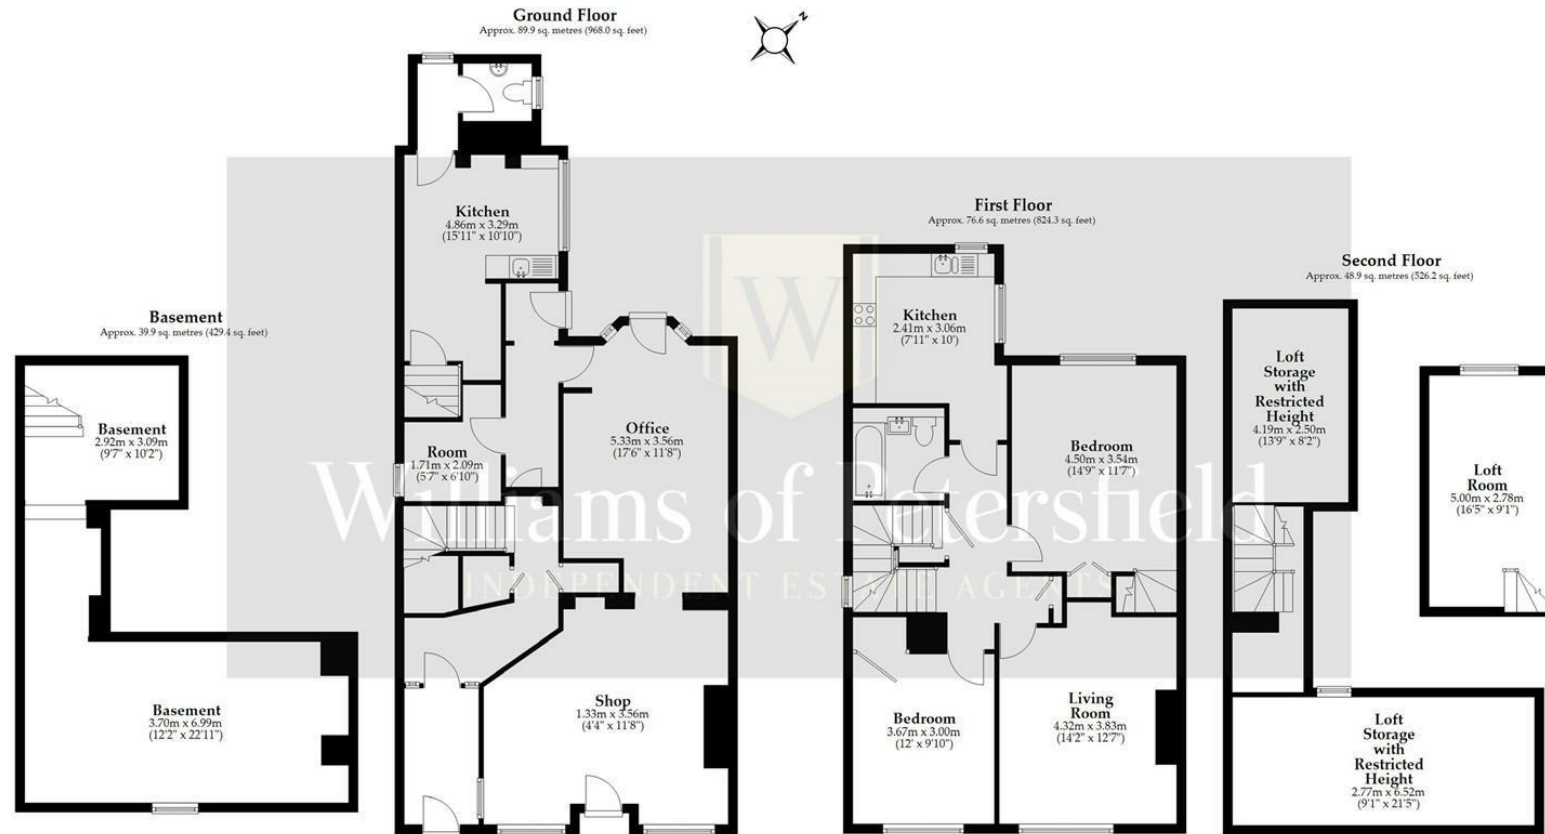 Ground Floor
Approx. 89.9 sq. metres (968.0 sq. feet)
N
Kitchen
4.86m x 3.29m
(15'11" x 10'10")
Room
1.71m x 2.09m
(5'7" x 6'10")
Office
5.33m x 3.56m
(17'6" x 11'8")
Shop
1.33m x 3.56m
(4'4" x 11'8")
Basement
Approx. 39.9 sq. metres (429.4 sq. feet)
Basement
2.92m x 3.09m
(9'7" x 10'2")
Basement
3.70m x 6.99m
(12'2" x 22'11")
First Floor
Approx. 76.6 sq. metres (824.3 sq. feet)
Kitchen
2.41m x 3.06m
(7'11" x 10')
Bedroom
4.50m x 3.54m
(14'9" x 11'7")
Bedroom
3.67m x 3.00m
(12' x 9'10")
Living
Room
4.32m x 3.83m
(14'2" x 12'7")
Second Floor
Approx. 48.9 sq. metres (526.2 sq. feet)
Loft
Storage
with
Restricted
Height
4.19m x 2.50m
(13'9" x 8'2")
Loft
Room
5.00m x 2.78m
(16'5" x 9'1")
Loft
Storage
with
Restricted
Height
2.77m x 6.52m
(9'1" x 21'5")
W
Williams of Petersfield
INDEPENDENT ESTATE AGENTS